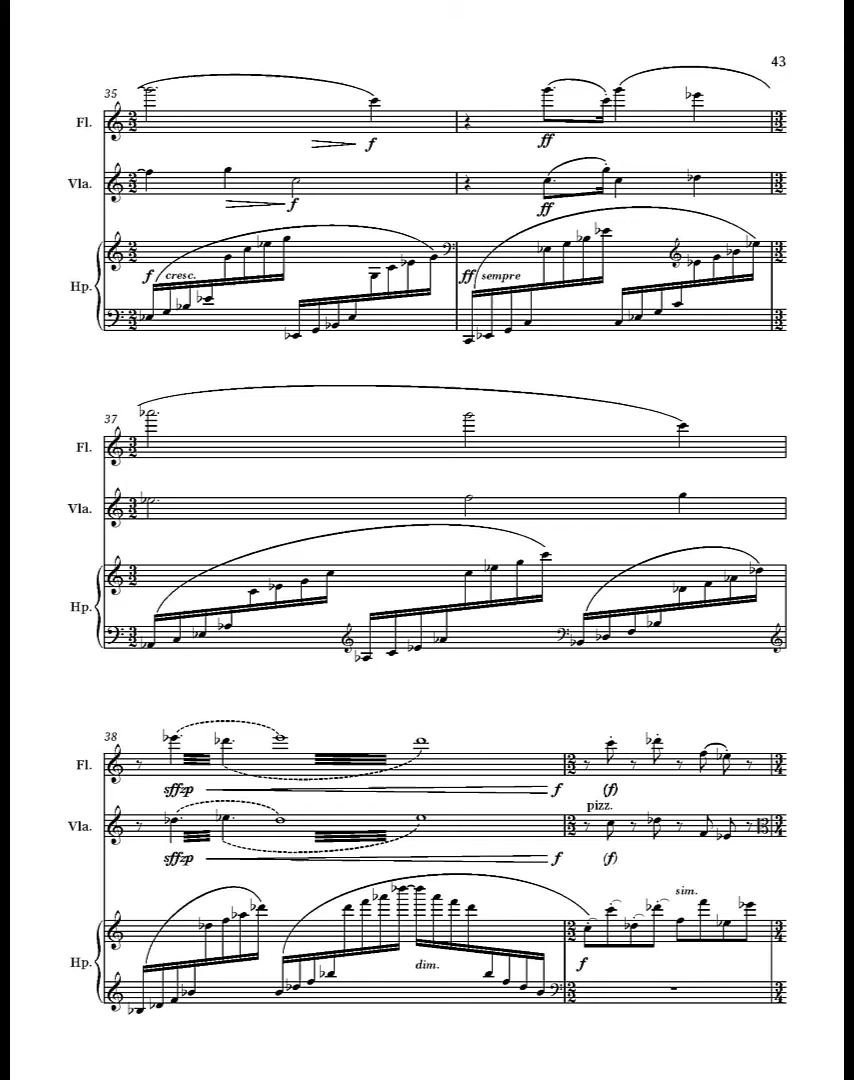 43
35
Fl.
f
ff
Vla.
f
ff
f cresc.
ff sempre
Hp.
37
Fl.
Vla.
Hp.
38
Fl.
sffzp
f
(f)
pizz.
Vla.
sffzp
f
(f)
sim.
Hp.
dim.
f